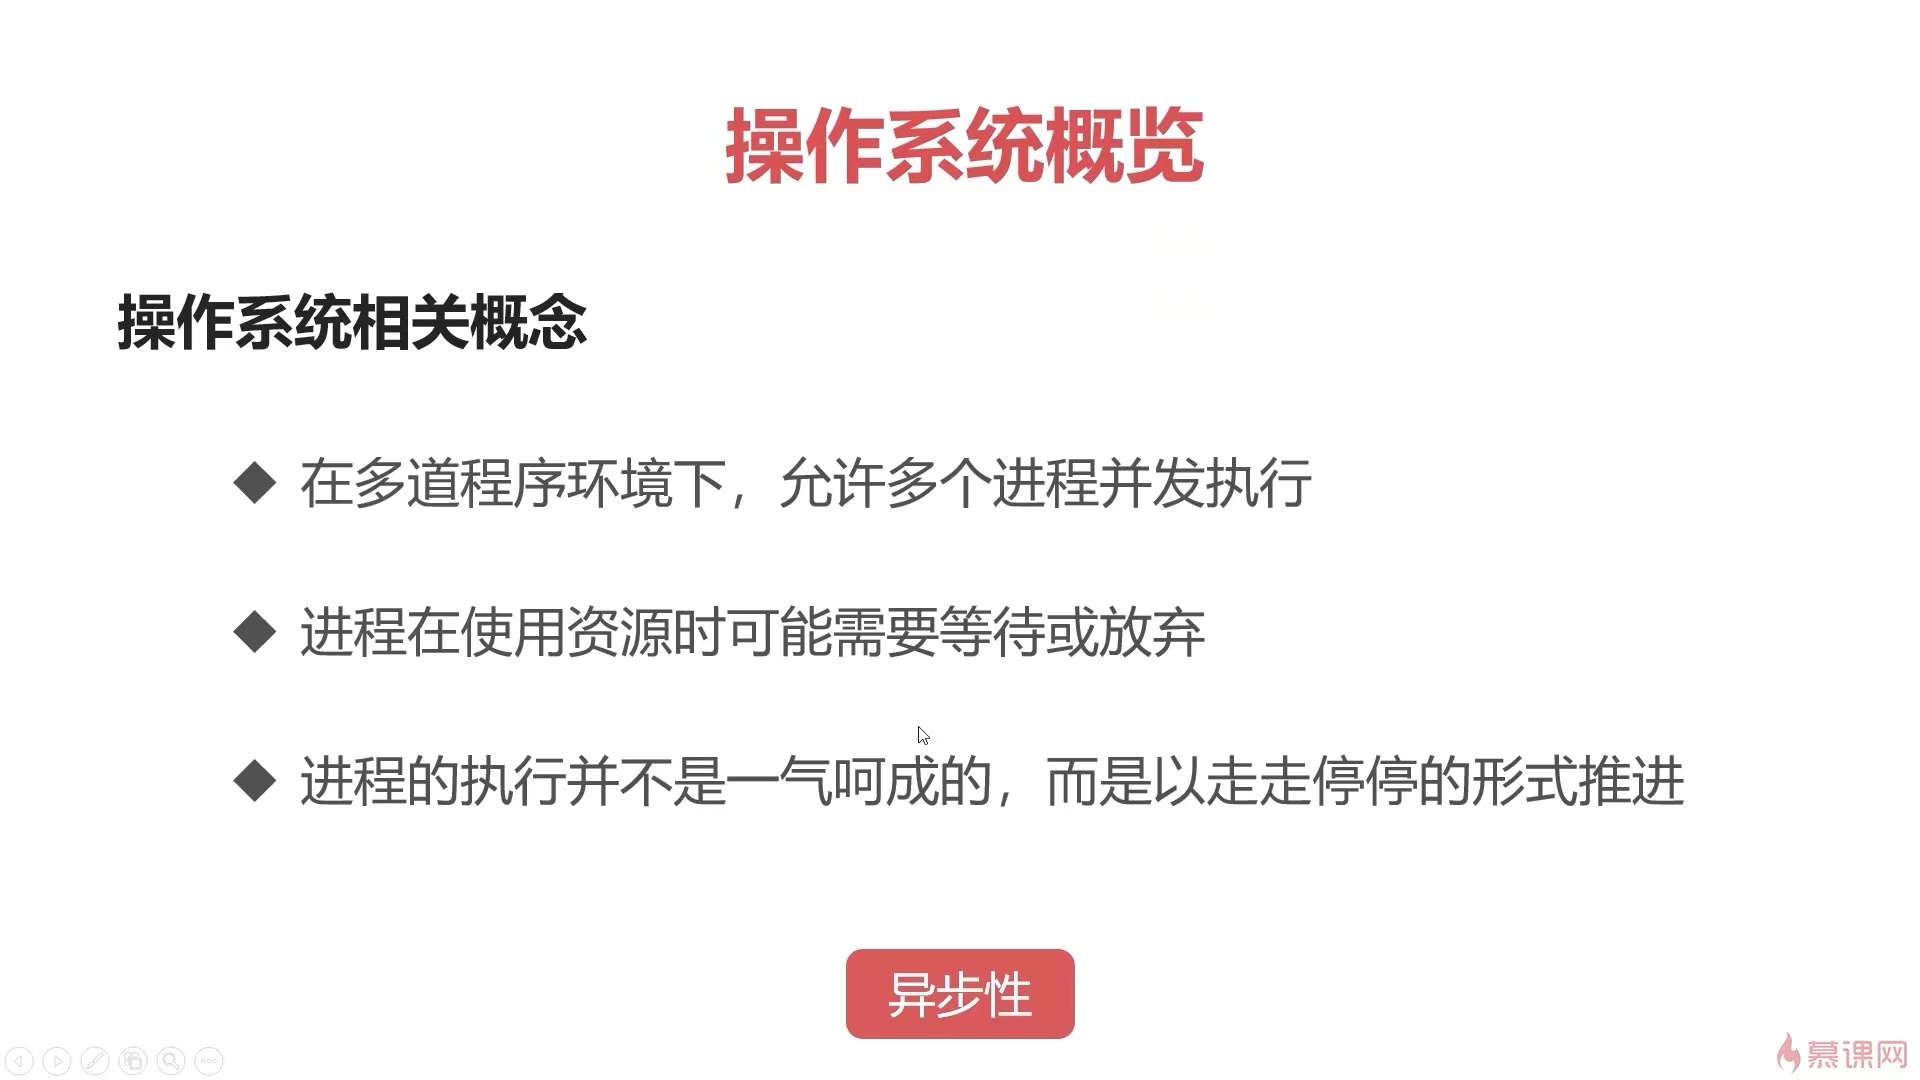 操作系统概览
操作系统相关概念
◆ 在多道程序环境下，允许多个进程并发执行
◆ 进程在使用资源时可能需要等待或放弃
◆ 进程的执行并不是一气呵成的，而是以走走停停的形式推进
异步性
慕课网